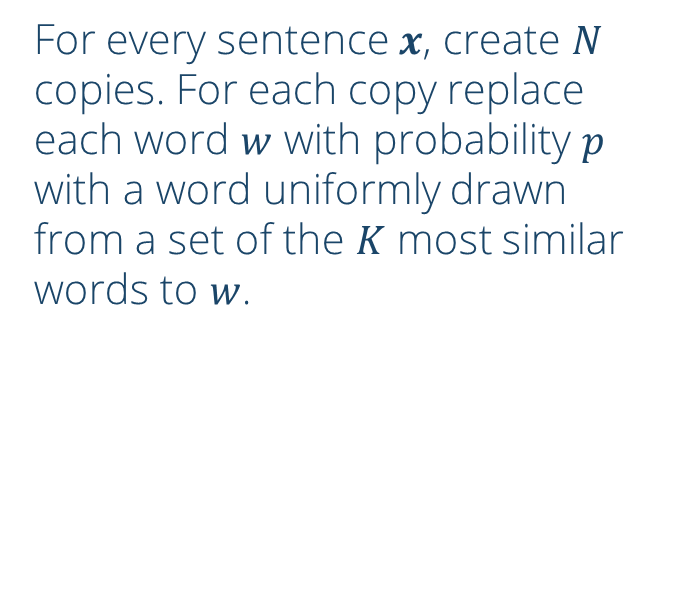 For every sentence x, create N
copies. For each copy replace
each word w with probability p
with a word uniformly drawn
from a set of the K most similar
words to w.